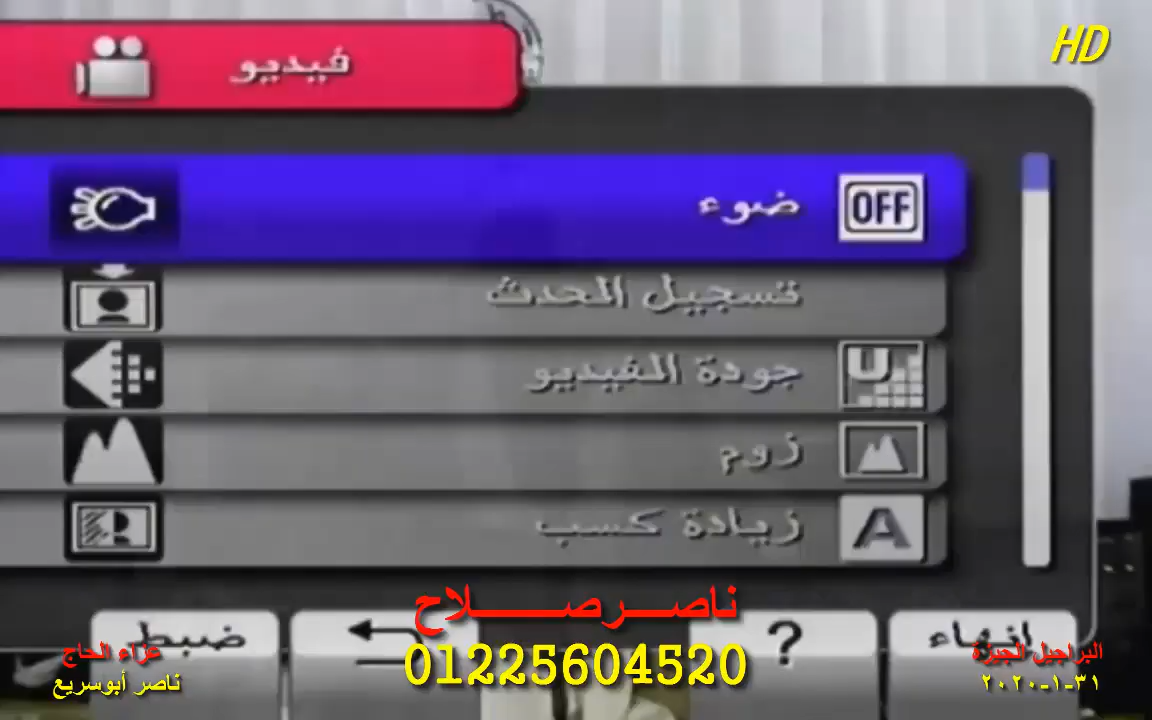 HD
فيديو
ضوء OFF
تسجيل الحدث
جودة الفيديو
زوم
زيادة كسب A
ضبط
?
إنهاء
ناصر صلاح
01225604520
عزاء الحاج
ناصر أبوسريع
البراجيل الجيزة
٣١-١-٢٠٢٠